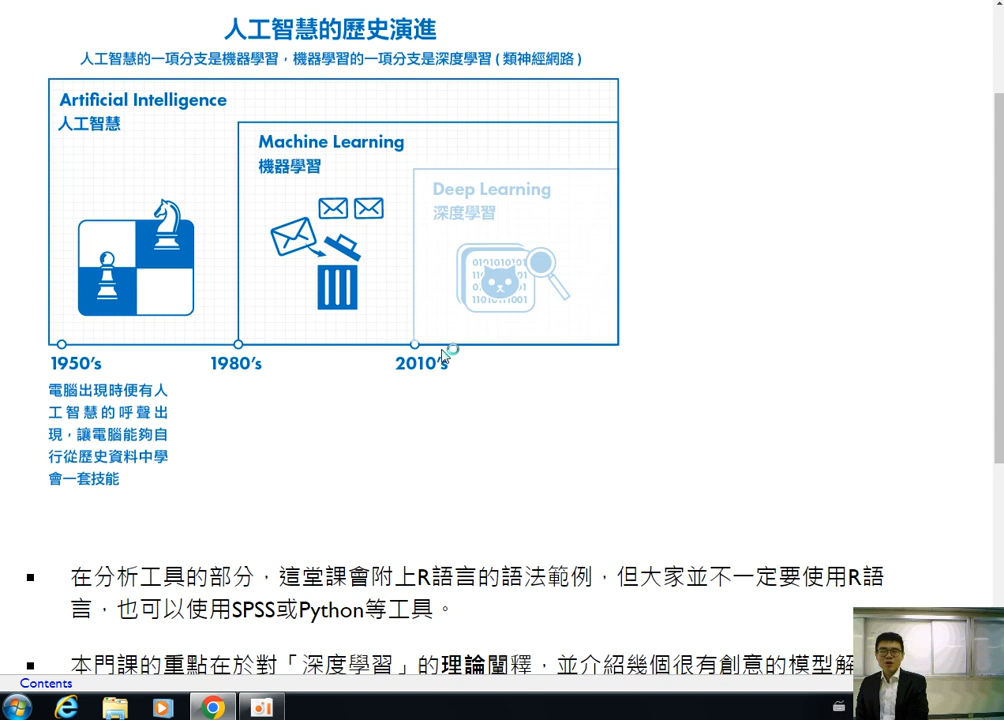 人工智慧的歷史演進
人工智慧的一項分支是機器學習，機器學習的一項分支是深度學習 ( 類神經網路 )
Artificial Intelligence
人工智慧
Machine Learning
機器學習
Deep Learning
深度學習
0101010101
1950's
1980's
2010's
電腦出現時便有人
工智慧的呼聲出
現，讓電腦能夠自
行從歷史資料中學
會一套技能
▪ 在分析工具的部分，這堂課會附上R語言的語法範例，但大家並不一定要使用R語
言，也可以使用SPSS或Python等工具。
▪ 本門課的重點在於對「深度學習」的理論闡釋，並介紹幾個很有創意的模型解
Contents